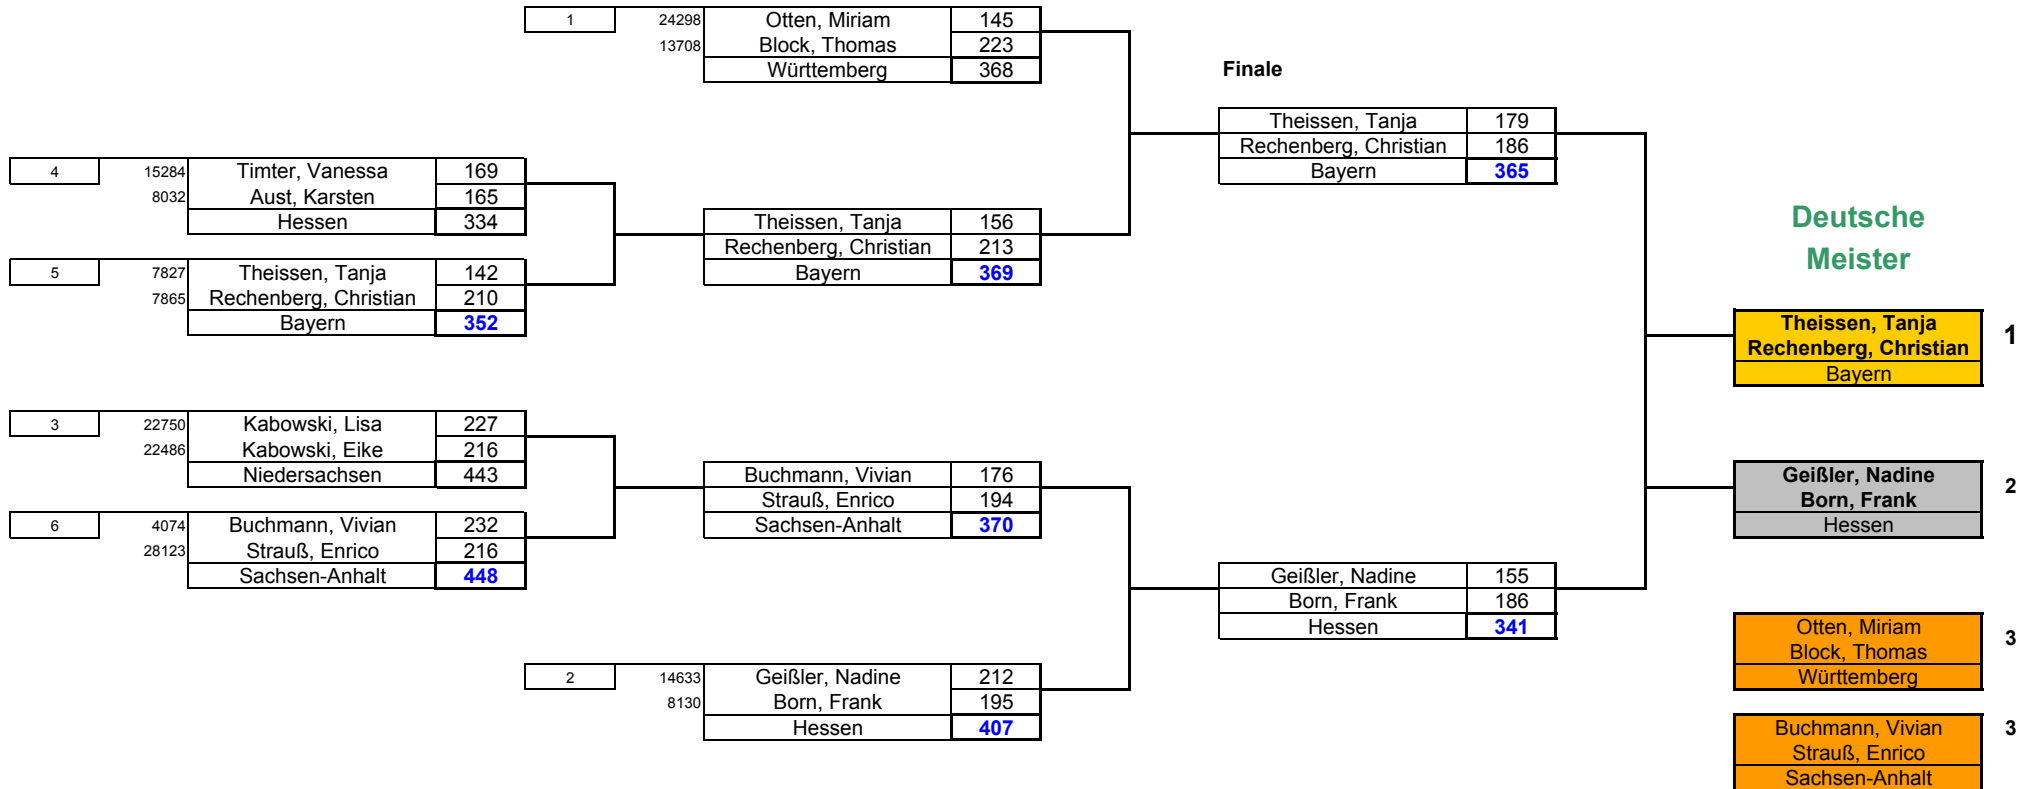 1 24298 Otten, Miriam 145
13708 Block, Thomas 223
Württemberg 368
Finale
Theissen, Tanja 179
Rechenberg, Christian 186
Bayern 365
4 15284 Timter, Vanessa 169
8032 Aust, Karsten 165
Hessen 334
Theissen, Tanja 156
Rechenberg, Christian 213
Bayern 369
5 7827 Theissen, Tanja 142
7865 Rechenberg, Christian 210
Bayern 352
Deutsche
Meister
Theissen, Tanja 1
Rechenberg, Christian
Bayern
3 22750 Kabowski, Lisa 227
22486 Kabowski, Eike 216
Niedersachsen 443
Buchmann, Vivian 176
Strauß, Enrico 194
Sachsen-Anhalt 370
6 4074 Buchmann, Vivian 232
28123 Strauß, Enrico 216
Sachsen-Anhalt 448
Geißler, Nadine 2
Born, Frank
Hessen
Geißler, Nadine 155
Born, Frank 186
Hessen 341
2 14633 Geißler, Nadine 212
8130 Born, Frank 195
Hessen 407
Otten, Miriam 3
Block, Thomas
Württemberg
Buchmann, Vivian 3
Strauß, Enrico
Sachsen-Anhalt